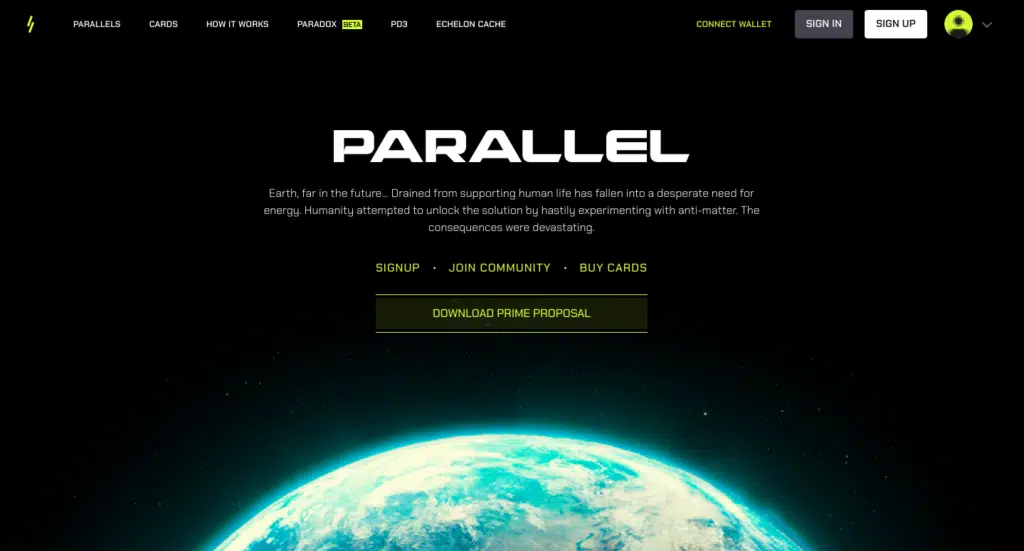 PARALLELS CARDS HOW IT WORKS PARADOX BETA PD3 ECHELON CACHE CONNECT WALLET SIGN IN SIGN UP
PARALLEL
Earth, far in the future... Drained from supporting human life has fallen into a desperate need for
energy. Humanity attempted to unlock the solution by hastily experimenting with anti-matter. The
consequences were devastating.
SIGNUP • JOIN COMMUNITY • BUY CARDS
DOWNLOAD PRIME PROPOSAL